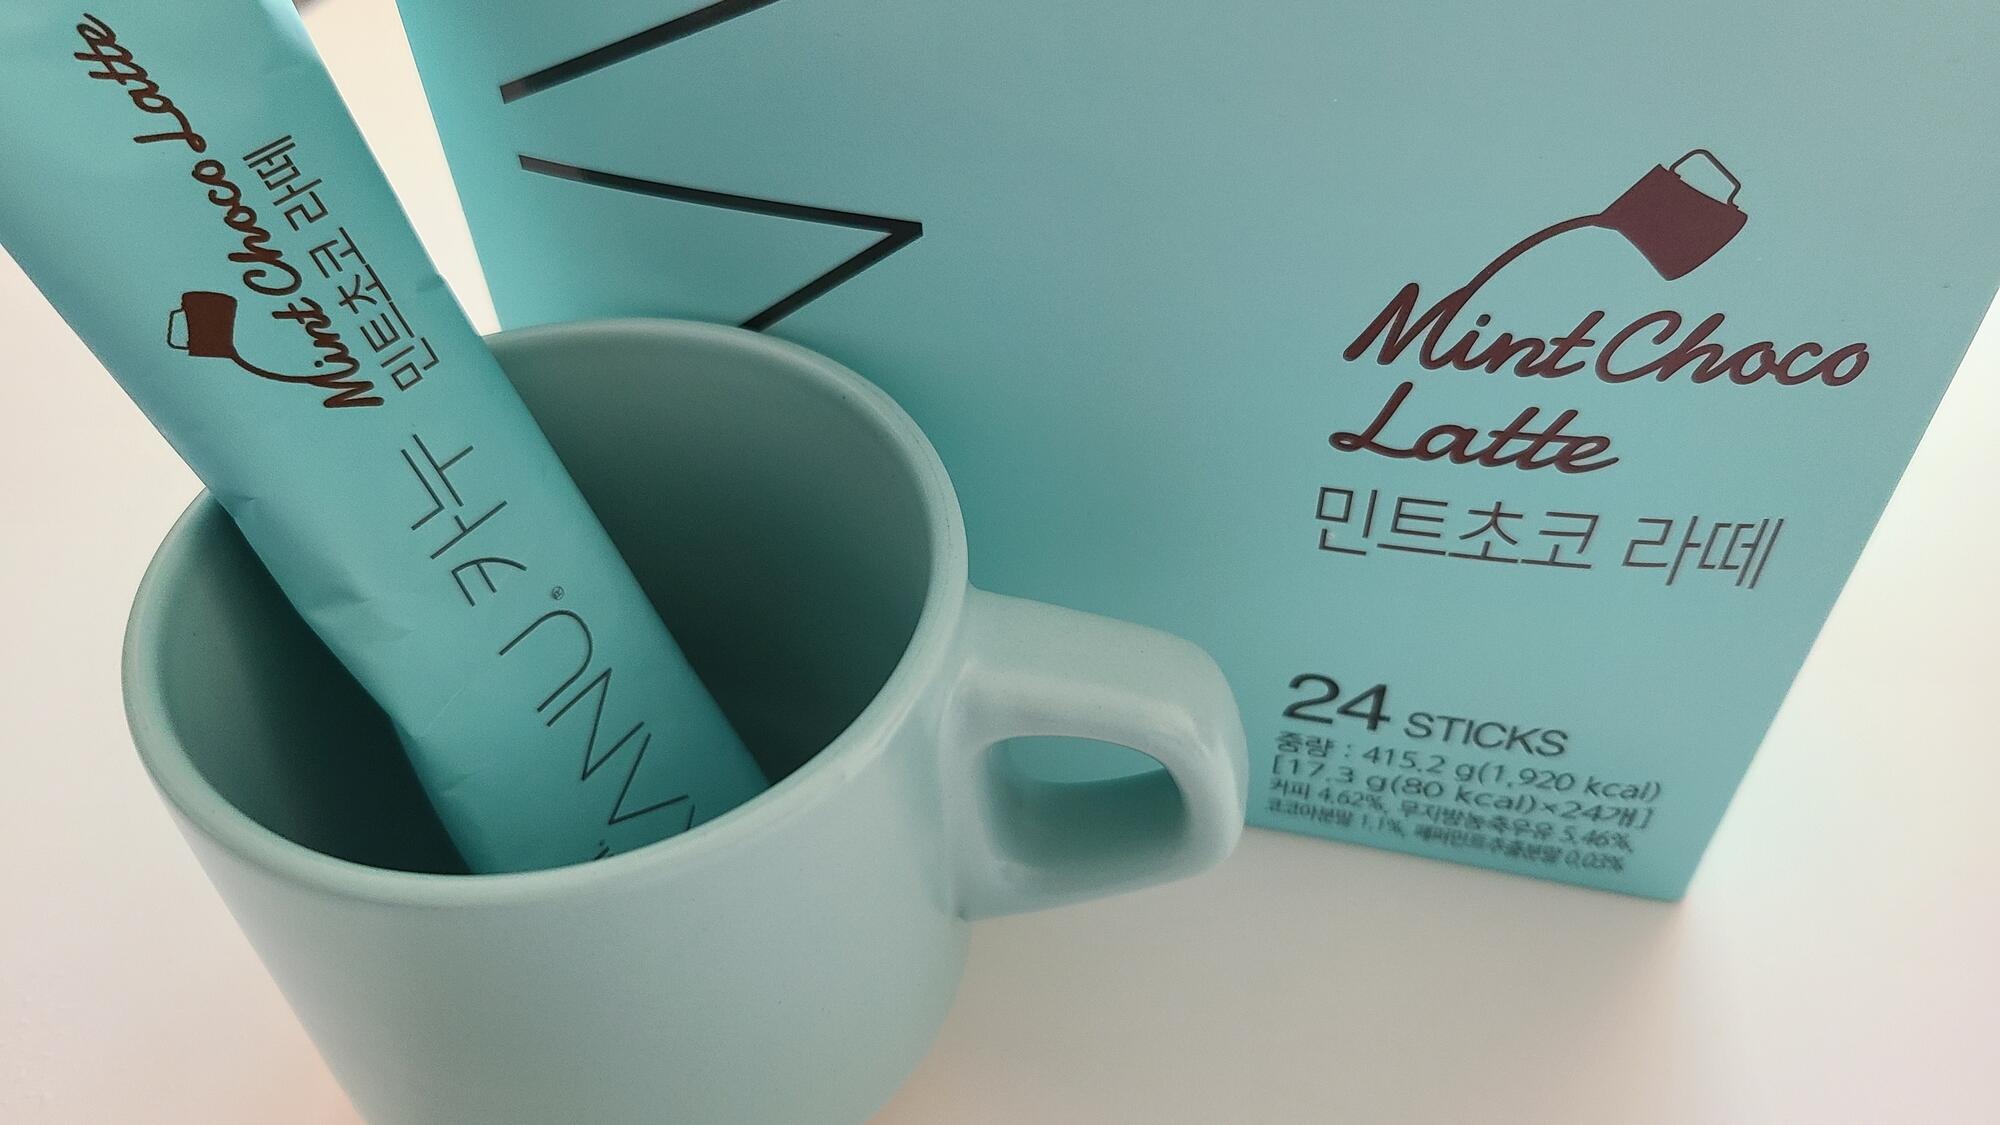 Mint Choco Latte
민트초코 라떼
카누
KANU®
Mint Choco
Latte
민트초코 라떼
24 STICKS
중량 : 415.2 g(1,920 kcal)
[17.3 g(80 kcal)×24개]
커피 4.62%, 무지방농축우유 5.46%,
코코아분말 1.1%, 페퍼민트추출분말 0.03%